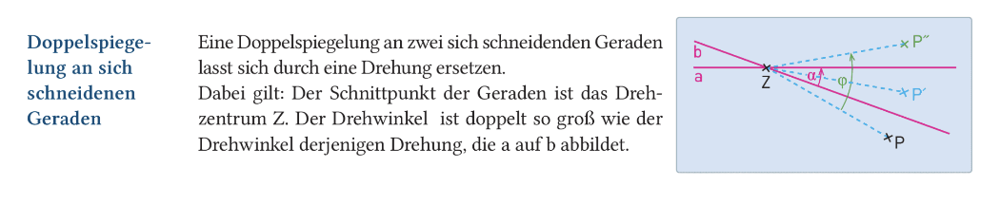 Doppelspiege-
lung an sich
schneidenen
Geraden
Eine Doppelspiegelung an zwei sich schneidenden Geraden
lasst sich durch eine Drehung ersetzen.
Dabei gilt: Der Schnittpunkt der Geraden ist das Dreh-
zentrum Z. Der Drehwinkel ist doppelt so groß wie der
Drehwinkel derjenigen Drehung, die a auf b abbildet.
b
a
Z
α
φ
P″
P′
P